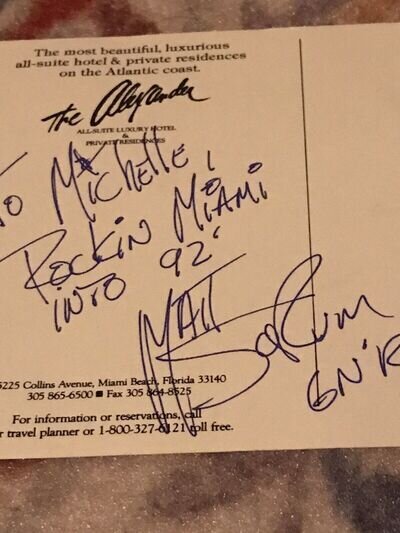 The most beautiful, luxurious
all-suite hotel & private residences
on the Atlantic coast.
The Alexander
ALL-SUITE LUXURY HOTEL
&
PRIVATE RESIDENCES
To Michelle,
Rockin Miami
into 92'
Matt Sorum
GN'R
5225 Collins Avenue, Miami Beach, Florida 33140
305 865-6500 ■ Fax 305 864-8525
For information or reservations, call
r travel planner or 1-800-327-6121 toll free.